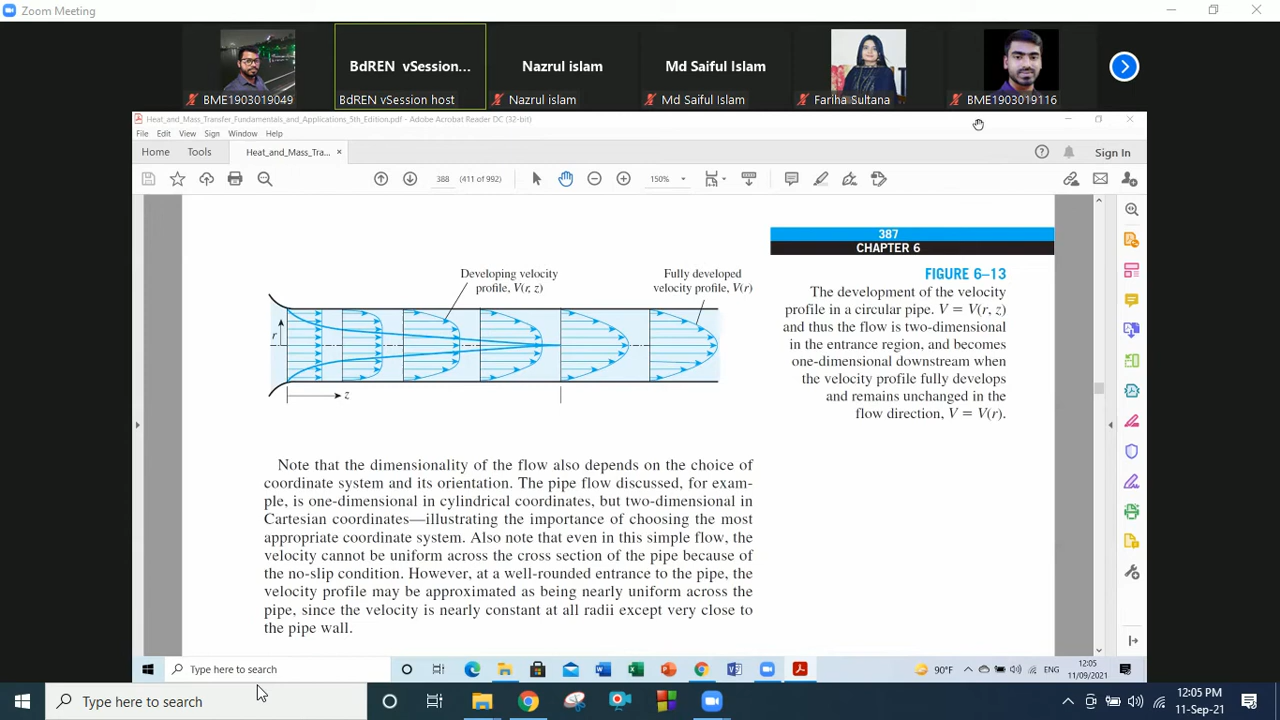 Zoom Meeting
BdREN vSession...
Nazrul islam
Md Saiful Islam
BME1903019049
BdREN vSession host
Nazrul islam
Md Saiful Islam
Fariha Sultana
BME1903019116
Heat_and_Mass_Transfer_Fundamentals_and_Applications_5th_Edition.pdf - Adobe Acrobat Reader DC (32-bit)
File Edit View Sign Window Help
Home Tools Heat_and_Mass_Tra... × Sign In
388 (411 of 992) 150%
387
CHAPTER 6
Developing velocity
profile, V(r, z)
Fully developed
velocity profile, V(r)
r
z
FIGURE 6–13
The development of the velocity
profile in a circular pipe. V = V(r, z)
and thus the flow is two-dimensional
in the entrance region, and becomes
one-dimensional downstream when
the velocity profile fully develops
and remains unchanged in the
flow direction, V = V(r).
Note that the dimensionality of the flow also depends on the choice of
coordinate system and its orientation. The pipe flow discussed, for exam-
ple, is one-dimensional in cylindrical coordinates, but two-dimensional in
Cartesian coordinates—illustrating the importance of choosing the most
appropriate coordinate system. Also note that even in this simple flow, the
velocity cannot be uniform across the cross section of the pipe because of
the no-slip condition. However, at a well-rounded entrance to the pipe, the
velocity profile may be approximated as being nearly uniform across the
pipe, since the velocity is nearly constant at all radii except very close to
the pipe wall.
Type here to search
90°F ENG
12:05
11/09/2021
Type here to search
12:05 PM
11-Sep-21